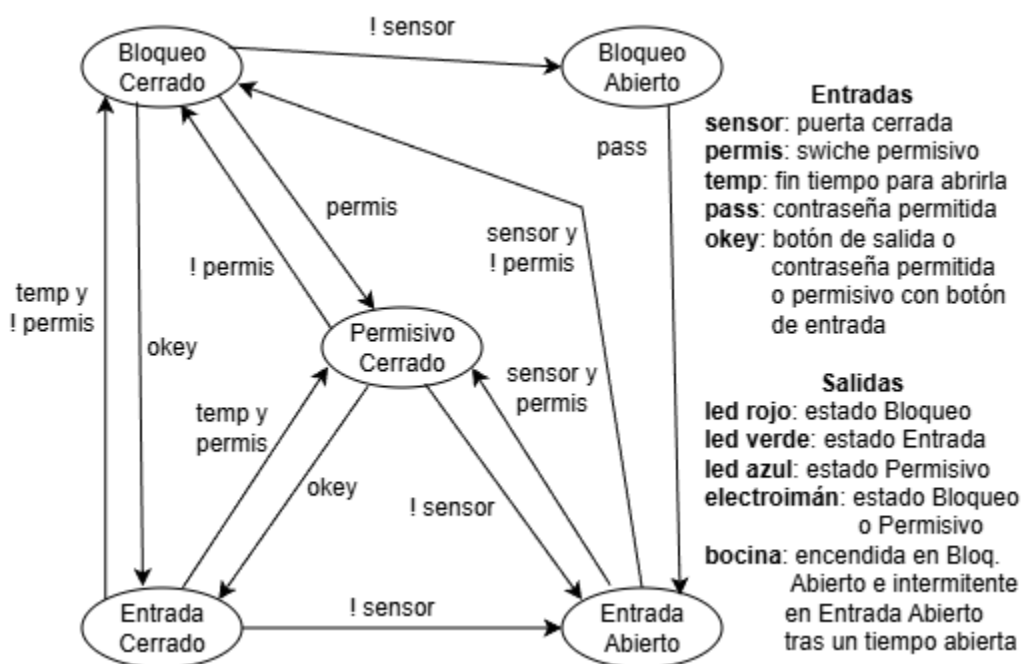 ! sensor
Bloqueo
Cerrado
Bloqueo
Abierto
pass
permis
! permis
sensor y
! permis
temp y
! permis
okey
Permisivo
Cerrado
temp y
permis
okey
sensor y
permis
! sensor
Entrada
Cerrado
! sensor
Entrada
Abierto
Entradas
sensor: puerta cerrada
permis: swiche permisivo
temp: fin tiempo para abrirla
pass: contraseña permitida
okey: botón de salida o
contraseña permitida
o permisivo con botón
de entrada
Salidas
led rojo: estado Bloqueo
led verde: estado Entrada
led azul: estado Permisivo
electroimán: estado Bloqueo
o Permisivo
bocina: encendida en Bloq.
Abierto e intermitente
en Entrada Abierto
tras un tiempo abierta